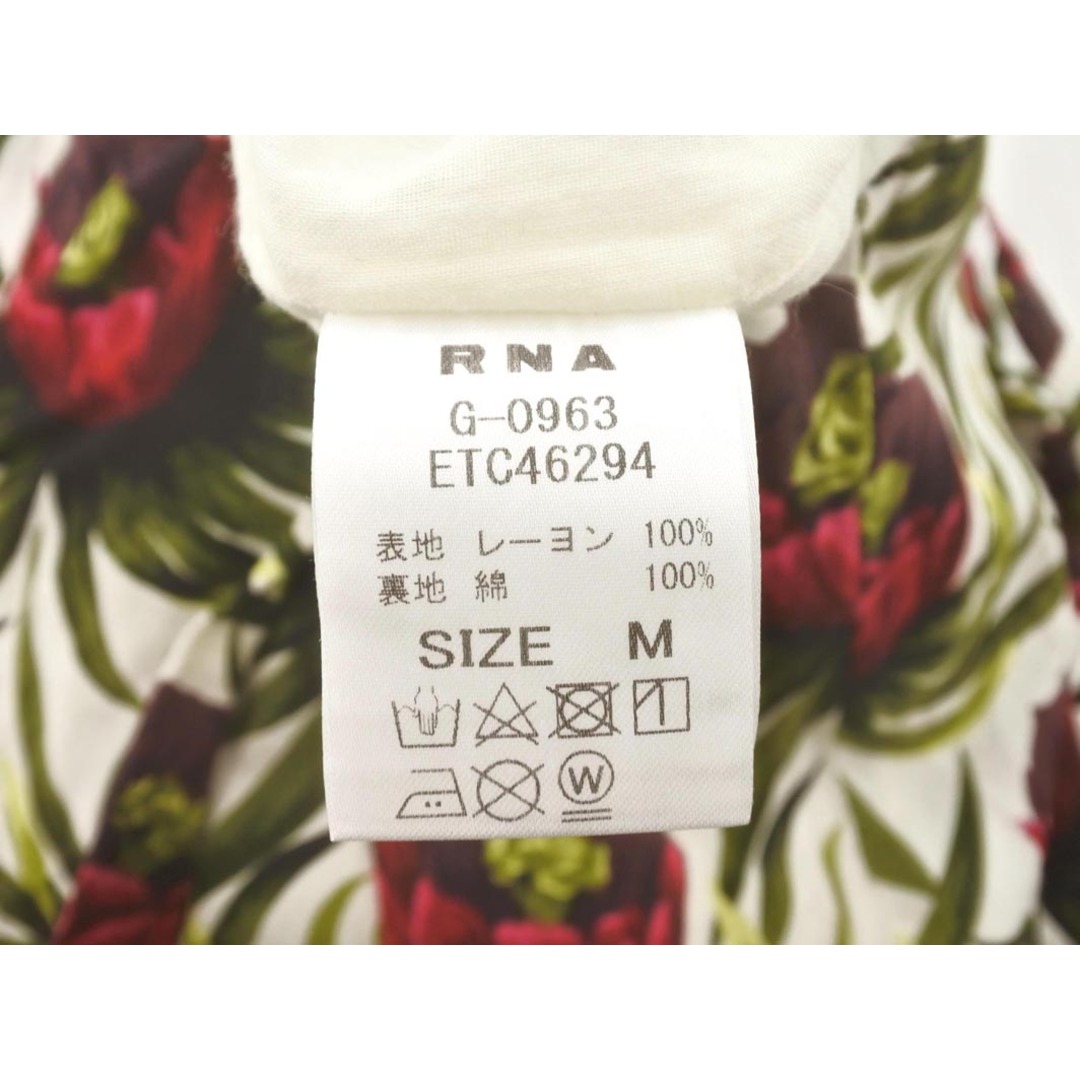 RNA
G-0963
ETC46294
表地 レーヨン 100%
裏地 綿 100%
SIZE M
W